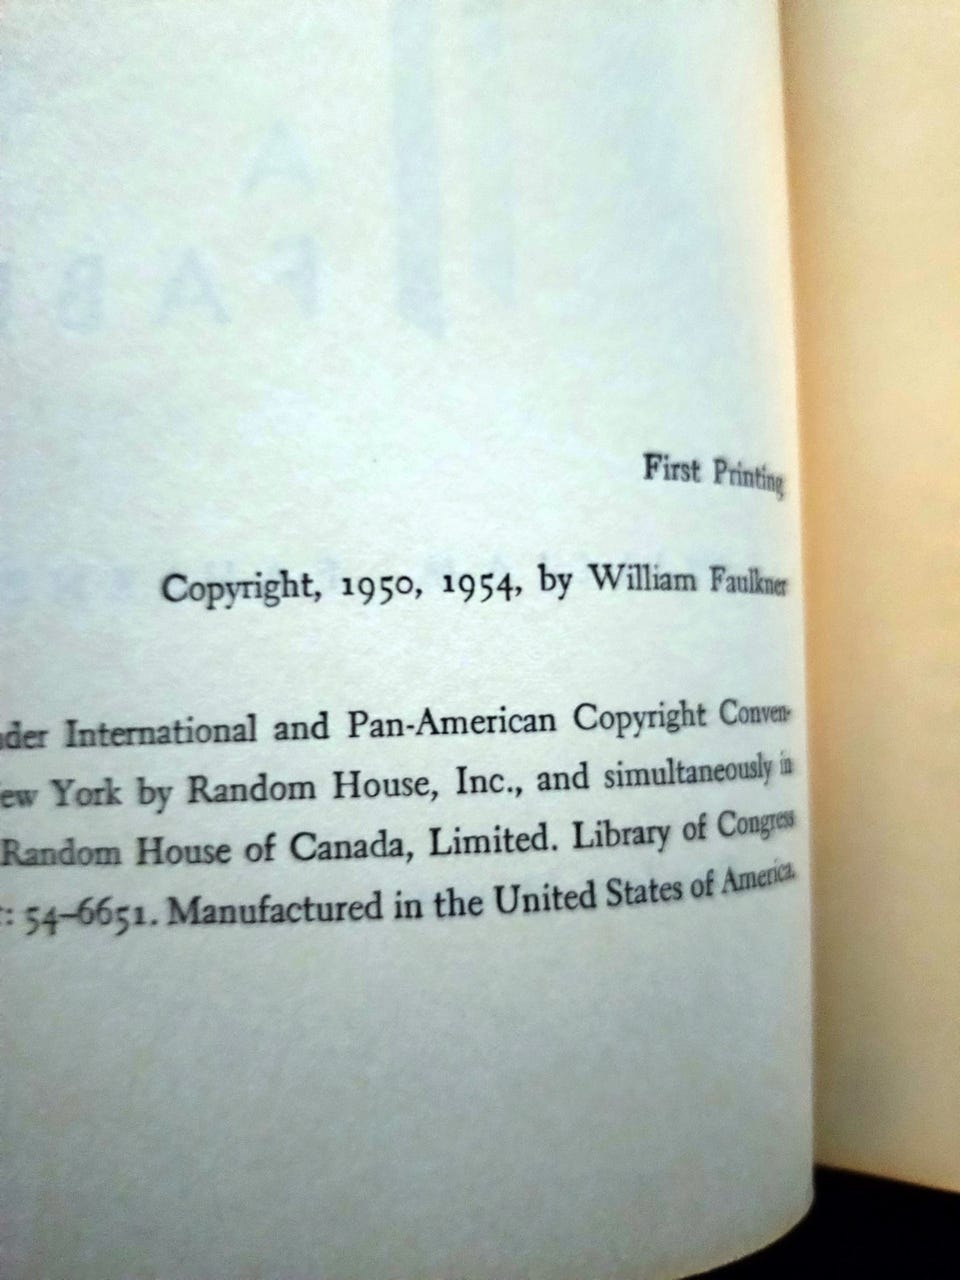 First Printing
Copyright, 1950, 1954, by William Faulkner
der International and Pan-American Copyright Conven-
ew York by Random House, Inc., and simultaneously in
Random House of Canada, Limited. Library of Congress
: 54–6651. Manufactured in the United States of America.